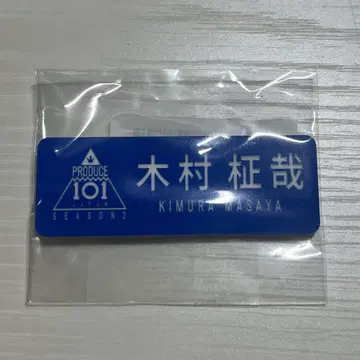 PRODUCE
101
JAPAN
SEASON2
木村 柾哉
KIMURA MASAYA